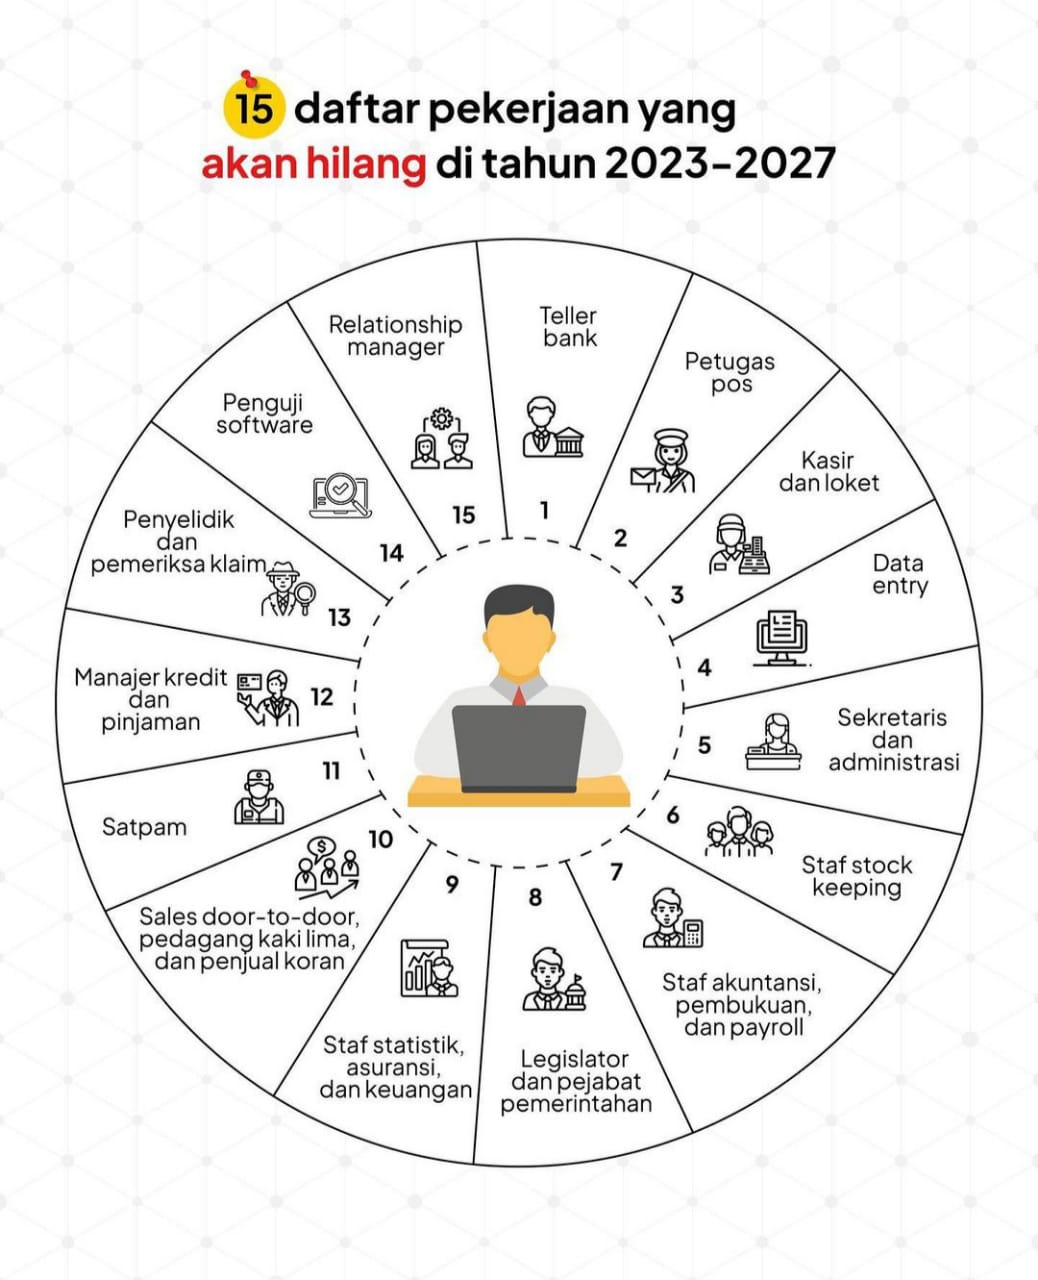 15 daftar pekerjaan yang
akan hilang di tahun 2023-2027
Teller
bank
1
Petugas
pos
2
Kasir
dan loket
3
Data
entry
4
Sekretaris
dan
administrasi
5
Staf stock
keeping
6
Staf akuntansi,
pembukuan,
dan payroll
7
Legislator
dan pejabat
pemerintahan
8
Staf statistik,
asuransi,
dan keuangan
9
Sales door-to-door,
pedagang kaki lima,
dan penjual koran
10
Satpam
11
Manajer kredit
dan
pinjaman
12
Penyelidik
dan
pemeriksa klaim
13
Penguji
software
14
Relationship
manager
15